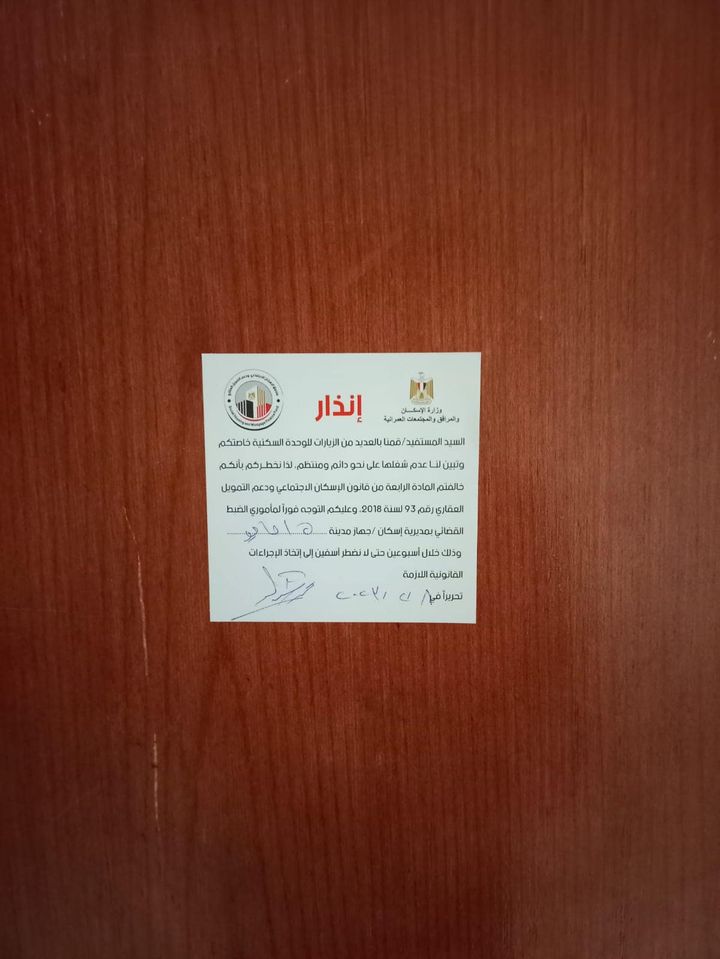 وزارة الإسكان
والمرافق والمجتمعات العمرانية
إنذار
السيد المستفيد/قمنا بالعديد من الزيارات للوحدة السكنية خاصتكم
وتبين لنا عدم شغلها على نحو دائم ومنتظم، لذا نخطركم بأنكم
خالفتم المادة الرابعة من قانون الإسكان الاجتماعي ودعم التمويل
العقاري رقم 93 لسنة 2018، وعليكم التوجه فوراً لمأموري الضبط
القضائي بمديرية إسكان /جهاز مدينة
وذلك خلال أسبوعين حتى لا نضطر آسفين إلى إتخاذ الإجراءات
القانونية اللازمة
تحريراً في